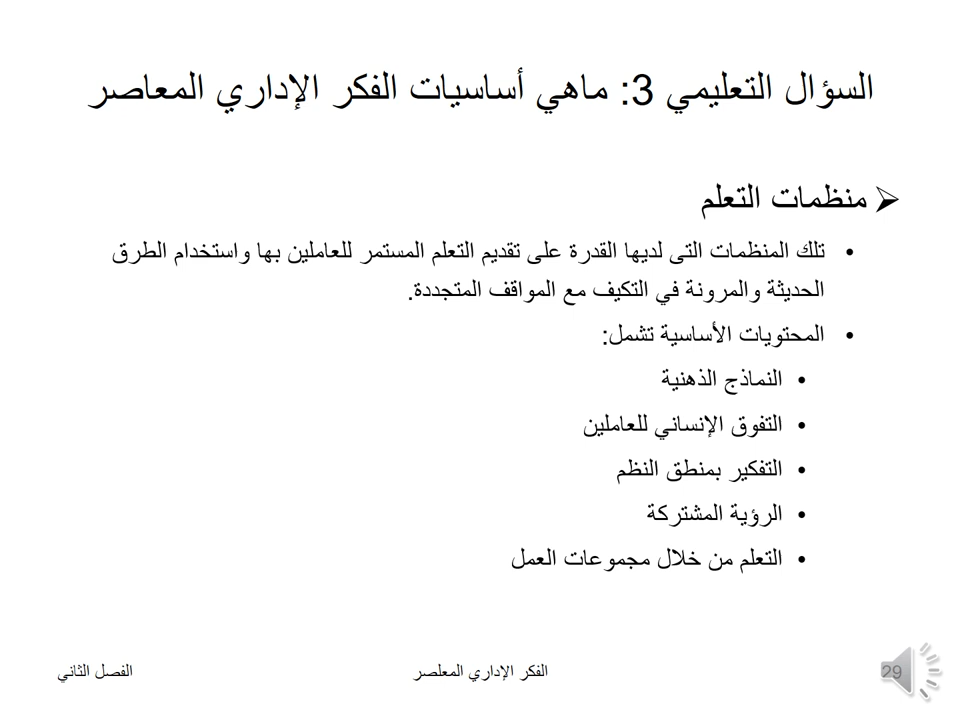 السؤال التعليمي 3: ماهي أساسيات الفكر الإداري المعاصر
منظمات التعلم
• تلك المنظمات التى لديها القدرة على تقديم التعلم المستمر للعاملين بها واستخدام الطرق
الحديثة والمرونة في التكيف مع المواقف المتجددة.
• المحتويات الأساسية تشمل:
• النماذج الذهنية
• التفوق الإنساني للعاملين
• التفكير بمنطق النظم
• الرؤية المشتركة
• التعلم من خلال مجموعات العمل
29
الفكر الإداري المعلصر
الفصل الثاني